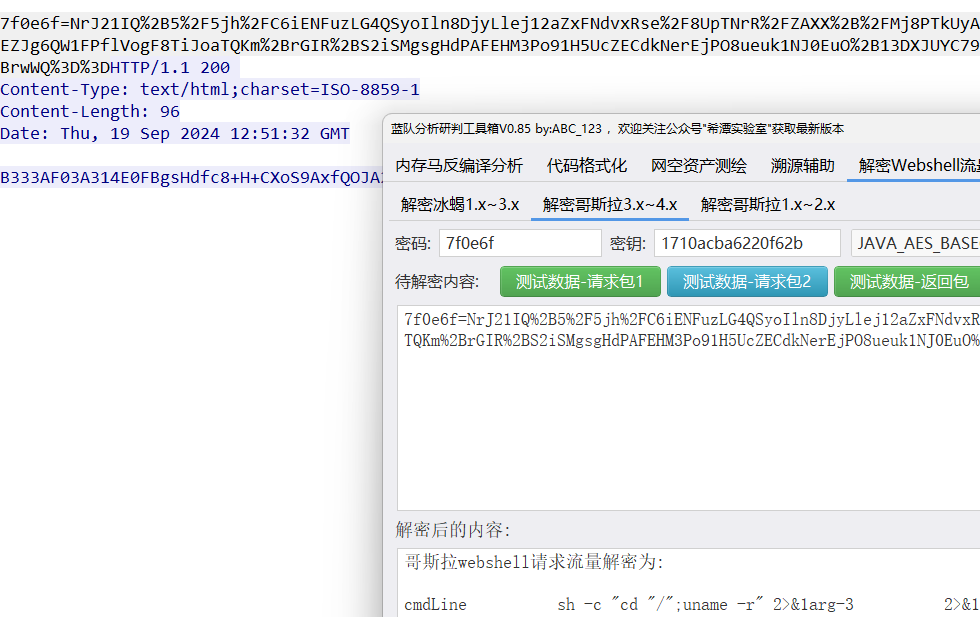 7f0e6f=NrJ21IQ%2B5%2F5jh%2FC6iENFuzLG4QSyoIln8DjyLlej12aZxFNdvxRse%2F8UpTNrR%2FZAXX%2B%2FMj8PTkUyA
EZJg6QW1FPflVogF8TiJoaTQKm%2BrGIR%2BS2iSMgsgHdPAFEHM3Po91H5UcZECdkNerEjPO8ueuk1NJ0EuO%2B13DXJUYC79
BrwWQ%3D%3DHTTP/1.1 200
Content-Type: text/html;charset=ISO-8859-1
Content-Length: 96
Date: Thu, 19 Sep 2024 12:51:32 GMT
B333AF03A314E0FBgsHdfc8+H+CXoS9AxfQOJA
蓝队分析研判工具箱V0.85 by:ABC_123 ，欢迎关注公众号"希潭实验室"获取最新版本
内存马反编译分析 代码格式化 网空资产测绘 溯源辅助 解密Webshell流
解密冰蝎1.x~3.x 解密哥斯拉3.x~4.x 解密哥斯拉1.x~2.x
密码: 7f0e6f 密钥: 1710acba6220f62b JAVA_AES_BASE
待解密内容: 测试数据-请求包1 测试数据-请求包2 测试数据-返回包
7f0e6f=NrJ21IQ%2B5%2F5jh%2FC6iENFuzLG4QSyoIln8DjyLlej12aZxFNdvxR
TQKm%2BrGIR%2BS2iSMgsgHdPAFEHM3Po91H5UcZECdkNerEjPO8ueuk1NJ0EuO%
解密后的内容:
哥斯拉webshell请求流量解密为:
cmdLine sh -c "cd "/";uname -r" 2>&1arg-3 2>&1